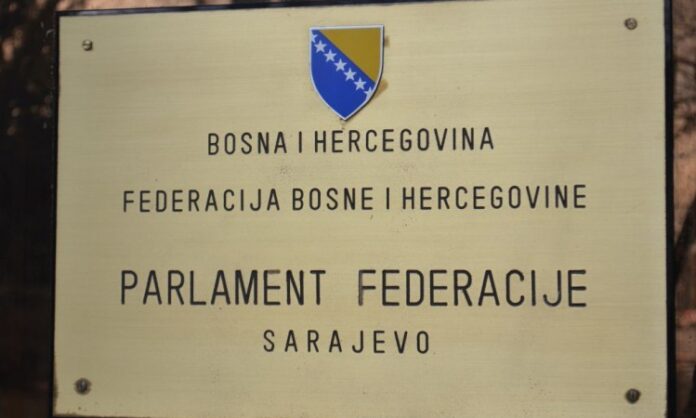 BOSNA I HERCEGOVINA
FEDERACIJA BOSNE I HERCEGOVINE
PARLAMENT FEDERACIJE
SARAJEVO